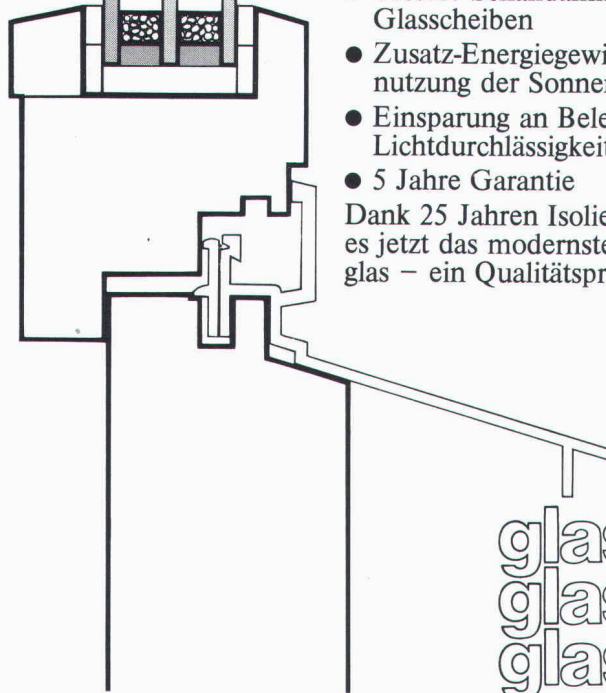 Glasscheiben
● Zusatz-Energiegewi
nutzung der Sonnen
● Einsparung an Bele
Lichtdurchlässigkeit
● 5 Jahre Garantie
Dank 25 Jahren Isolie
es jetzt das modernste
glas – ein Qualitätspr
glas
glas
glas